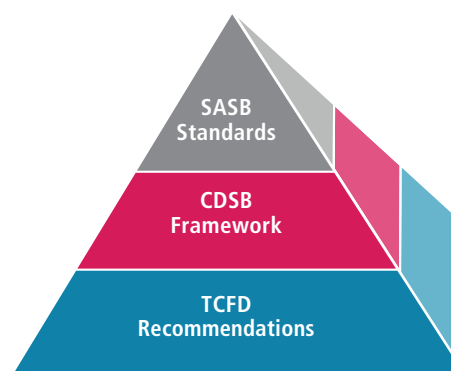 SASB
Standards
CDSB
Framework
TCFD
Recommendations